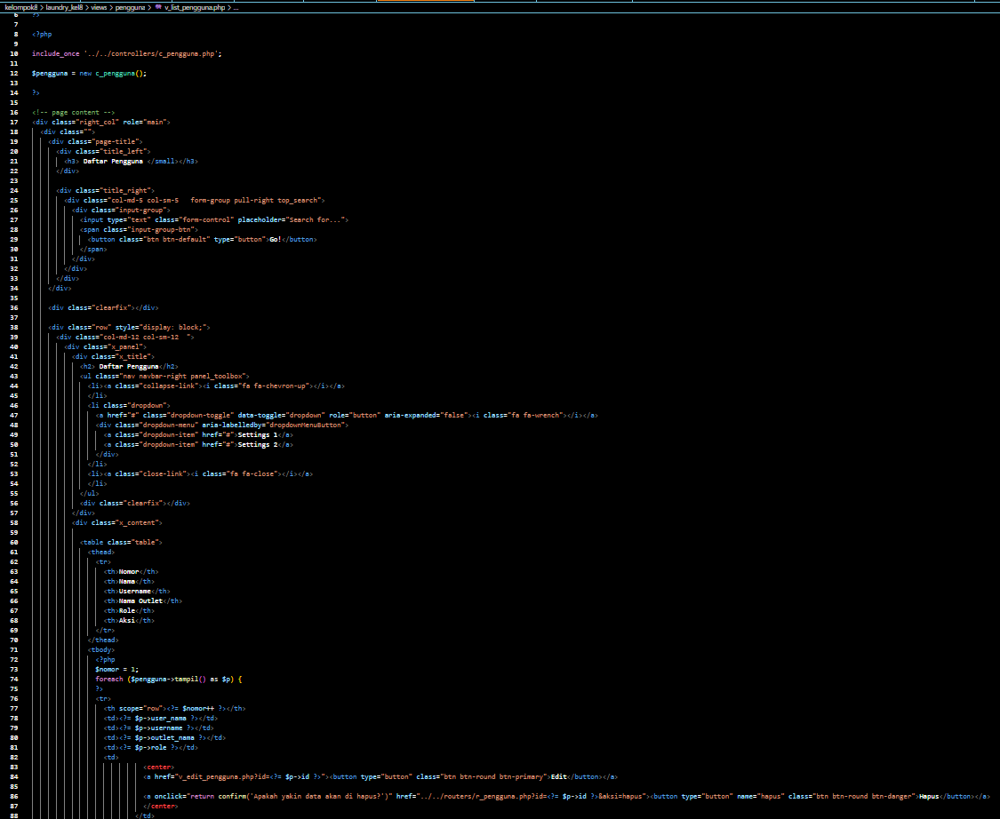 kelompok8 > laundry_kel8 > views > pengguna > v_list_pengguna.php > ...
6 ?>
7
8 <?php
9
10 include_once '../../controllers/c_pengguna.php';
11
12 $pengguna = new c_pengguna();
13
14 ?>
15
16 <!-- page content -->
17 <div class="right_col" role="main">
18 <div class="">
19 <div class="page-title">
20 <div class="title_left">
21 <h3> Daftar Pengguna </small></h3>
22 </div>
23
24 <div class="title_right">
25 <div class="col-md-5 col-sm-5   form-group pull-right top_search">
26 <div class="input-group">
27 <input type="text" class="form-control" placeholder="Search for...">
28 <span class="input-group-btn">
29 <button class="btn btn-default" type="button">Go!</button>
30 </span>
31 </div>
32 </div>
33 </div>
34 </div>
35
36 <div class="clearfix"></div>
37
38 <div class="row" style="display: block;">
39 <div class="col-md-12 col-sm-12  ">
40 <div class="x_panel">
41 <div class="x_title">
42 <h2> Daftar Pengguna</h2>
43 <ul class="nav navbar-right panel_toolbox">
44 <li><a class="collapse-link"><i class="fa fa-chevron-up"></i></a>
45 </li>
46 <li class="dropdown">
47 <a href="#" class="dropdown-toggle" data-toggle="dropdown" role="button" aria-expanded="false"><i class="fa fa-wrench"></i></a>
48 <div class="dropdown-menu" aria-labelledby="dropdownMenuButton">
49 <a class="dropdown-item" href="#">Settings 1</a>
50 <a class="dropdown-item" href="#">Settings 2</a>
51 </div>
52 </li>
53 <li><a class="close-link"><i class="fa fa-close"></i></a>
54 </li>
55 </ul>
56 <div class="clearfix"></div>
57 </div>
58 <div class="x_content">
59
60 <table class="table">
61 <thead>
62 <tr>
63 <th>Nomor</th>
64 <th>Nama</th>
65 <th>Username</th>
66 <th>Nama Outlet</th>
67 <th>Role</th>
68 <th>Aksi</th>
69 </tr>
70 </thead>
71 <tbody>
72 <?php
73 $nomor = 1;
74 foreach ($pengguna->tampil() as $p) {
75 ?>
76 <tr>
77 <th scope="row"><?= $nomor++ ?></th>
78 <td><?= $p->user_nama ?></td>
79 <td><?= $p->username ?></td>
80 <td><?= $p->outlet_nama ?></td>
81 <td><?= $p->role ?></td>
82 <td>
83 <center>
84 <a href="v_edit_pengguna.php?id=<?= $p->id ?>"><button type="button" class="btn btn-round btn-primary">Edit</button></a>
85
86 <a onclick="return confirm('Apakah yakin data akan di hapus?')" href="../../routers/r_pengguna.php?id=<?= $p->id ?>&aksi=hapus"><button type="button" name="hapus" class="btn btn-round btn-danger">Hapus</button></a>
87 </center>
88 </td>